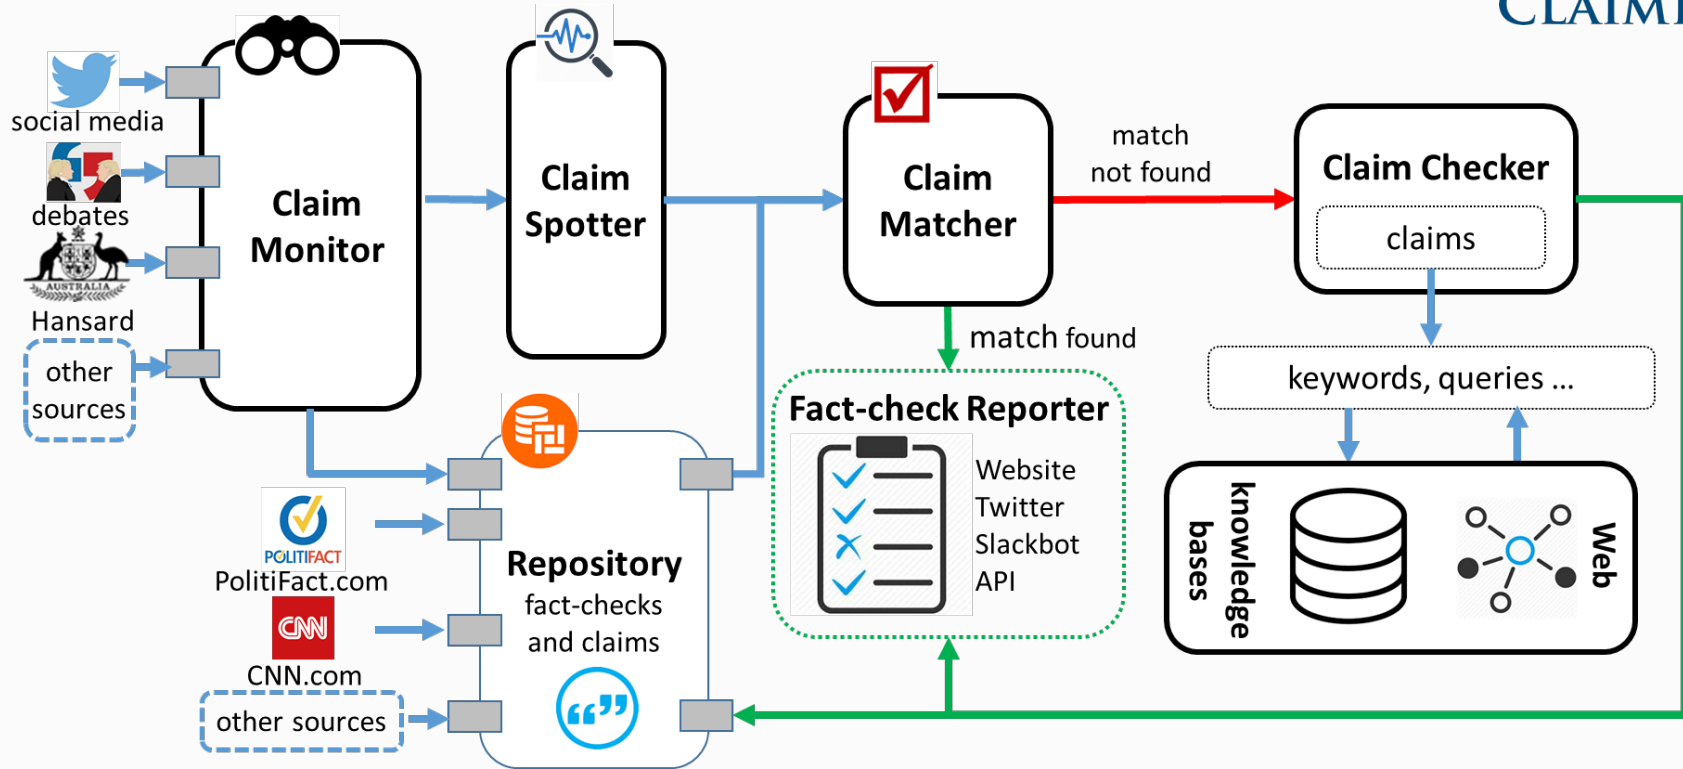 CLAIM
social media
debates
AUSTRALIA
Hansard
other
sources
Claim
Monitor
Claim
Spotter
Claim
Matcher
match
not found
Claim Checker
claims
match found
keywords, queries ...
Fact-check Reporter
Website
Twitter
Slackbot
API
knowledge
bases
Web
POLITIFACT
PolitiFact.com
CNN
CNN.com
other sources
Repository
fact-checks
and claims